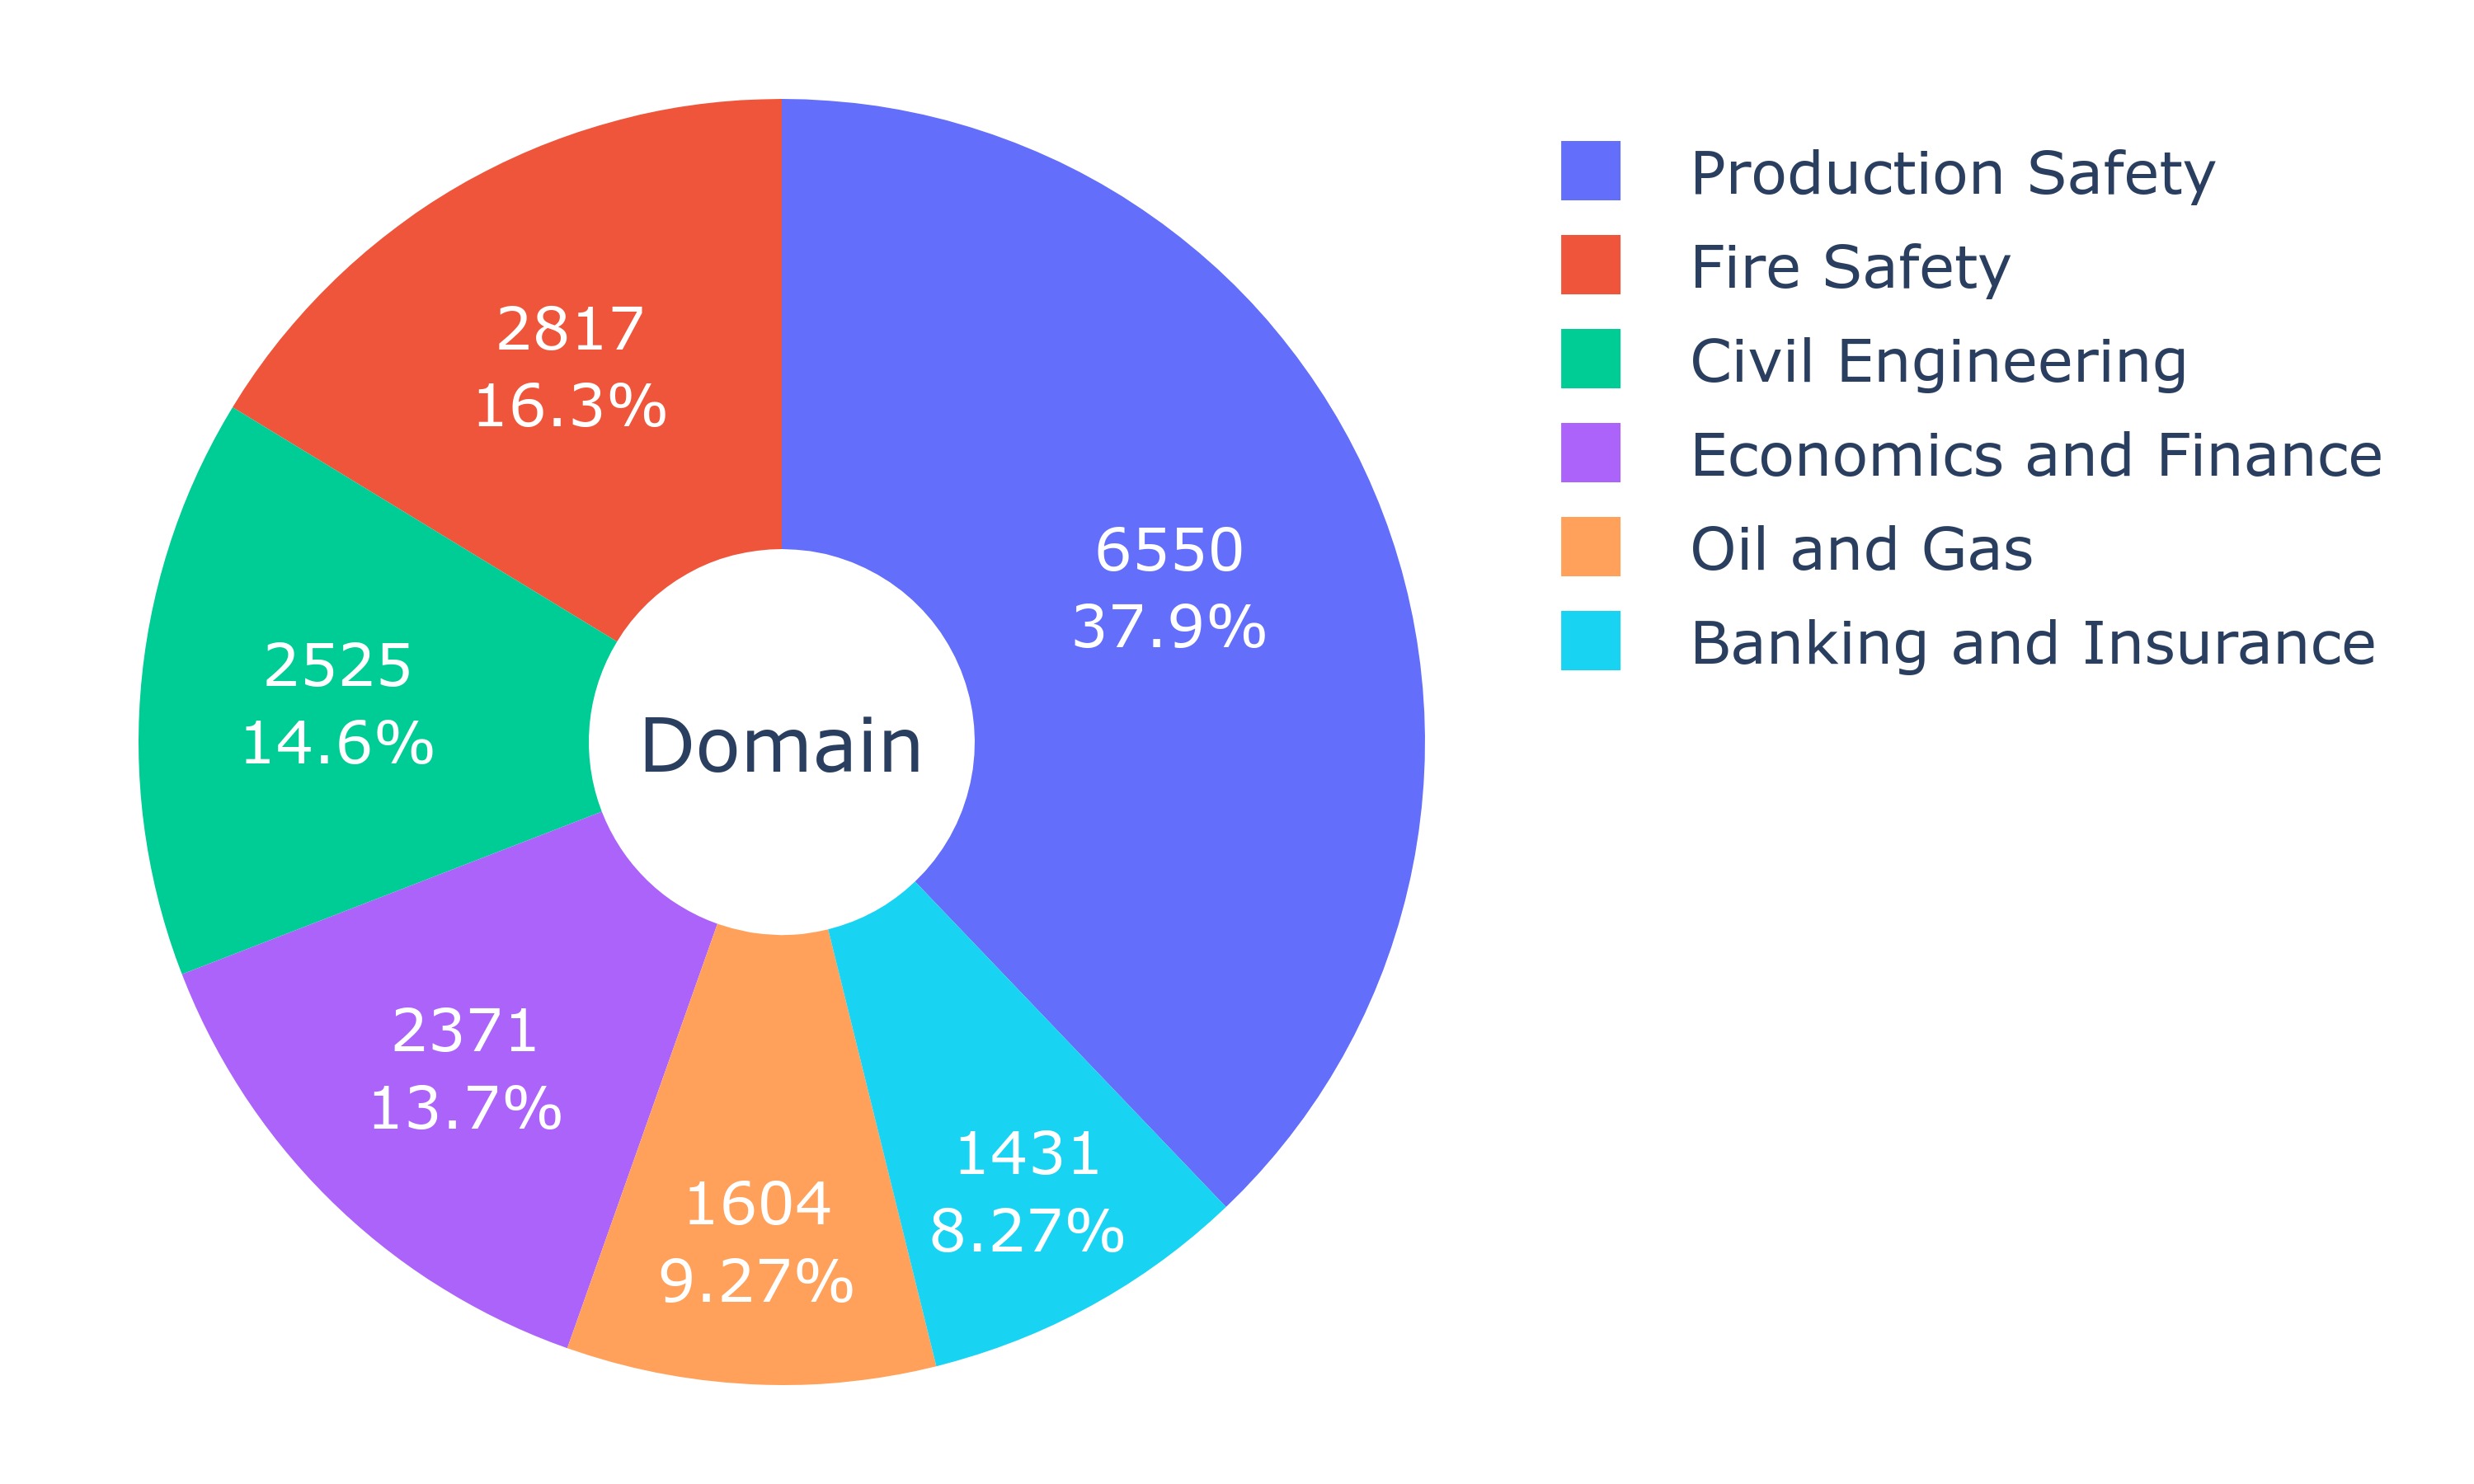 2817
16.3%
6550
37.9%
2525
14.6%
Domain
2371
13.7%
1604
9.27%
1431
8.27%
Production Safety
Fire Safety
Civil Engineering
Economics and Finance
Oil and Gas
Banking and Insurance